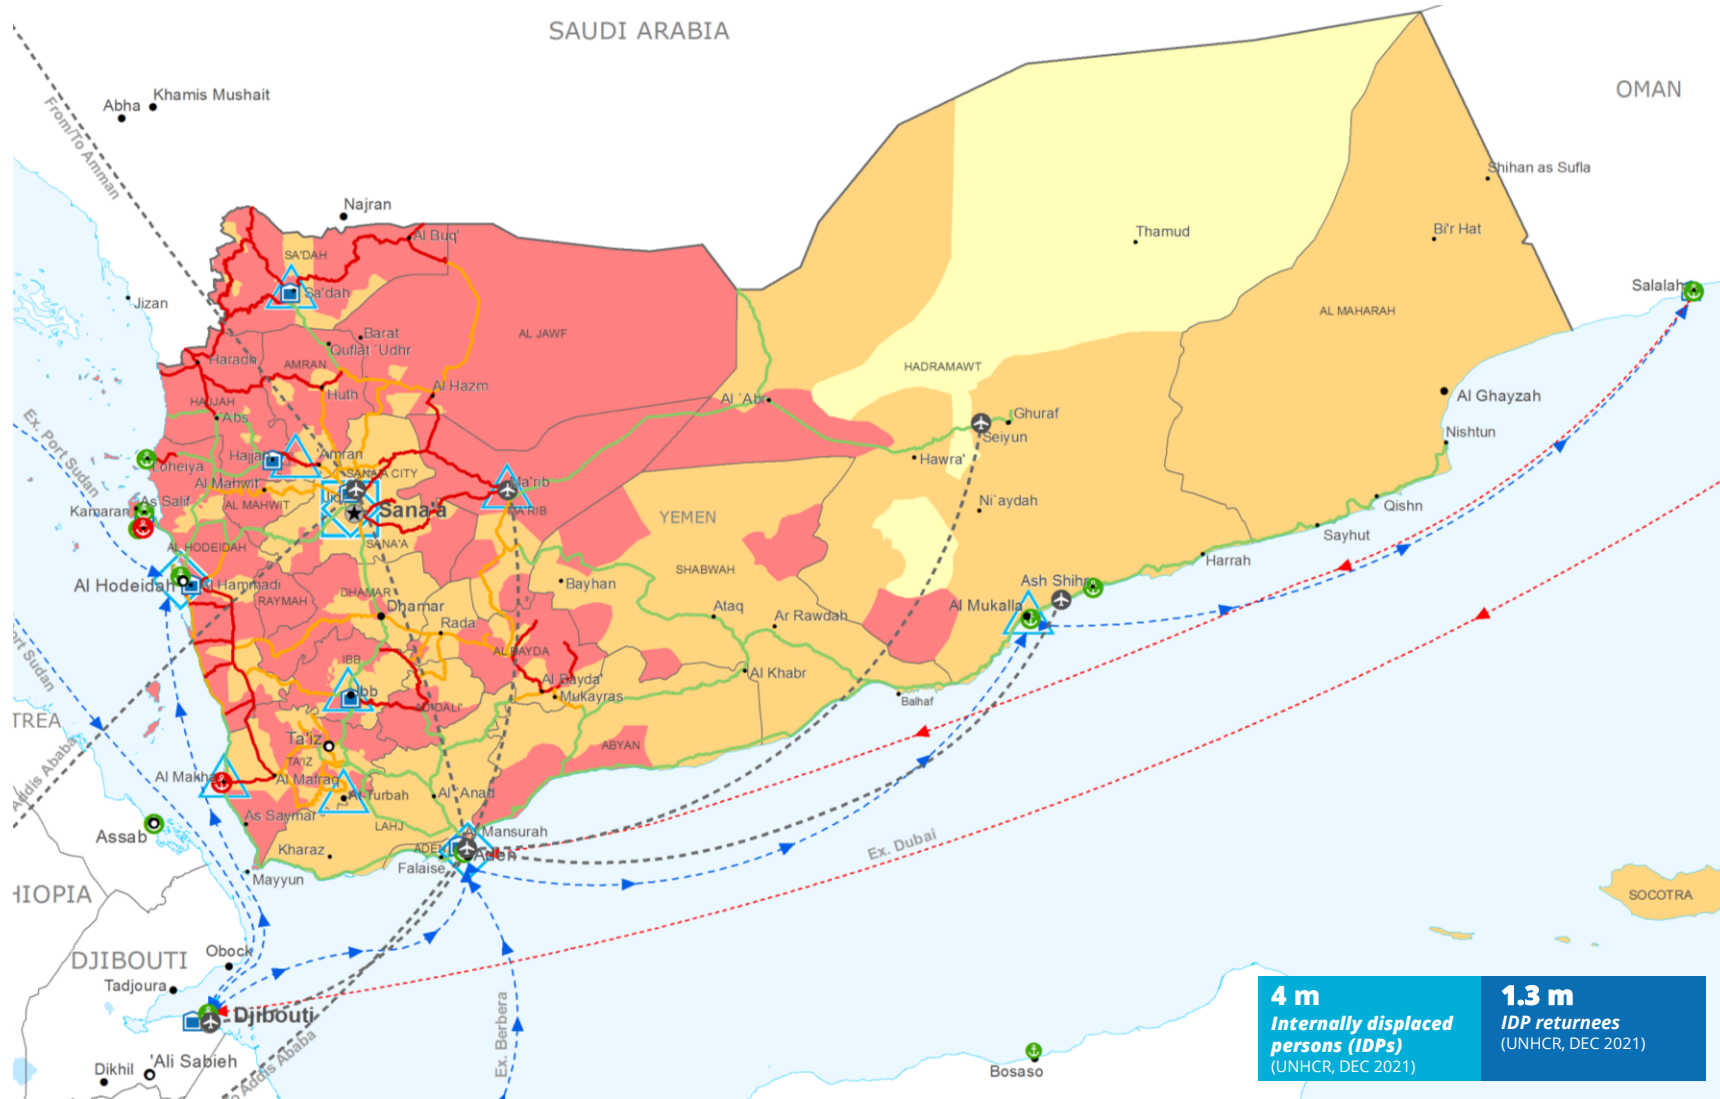 SAUDI ARABIA
OMAN
Khamis Mushait
Abha
From/To Amman
Shihan as Sufla
Najran
Al Buq'
Thamud
Bi'r Hat
SA'DAH
Sa'dah
Jizan
Salalah
AL MAHARAH
Barat
Quflat 'Udhr
AL JAWF
Haradh
AMRAN
HADRAMAWT
Huth
Al Hazm
Al Ghayzah
HAJJAH
'Abs
Al 'Abr
Ghuraf
Seiyun
Nishtun
Ex. Port Sudan
Loheiya
Hajjah
'Amran
Hawra'
SANA'A CITY
Al Mahwit
Ma'rib
Ni'aydah
As Salif
AL MAHWIT
Kamaran
Sana'a
MA'RIB
YEMEN
Qishn
Sayhut
AL HODEIDAH
SANA'A
Harrah
SHABWAH
Al Hodeidah
Al Hammadi
Bayhan
Ash Shihr
RAYMAH
DHAMAR
Dhamar
Ataq
Al Mukalla
Rada
Ar Rawdah
ort Sudan
IBB
AL BAYDA
Al Khabr
Ibb
Al Bayda'
Mukayras
Balhaf
AD DALI'
TREA
Ta'iz
ABYAN
TA'IZ
Al Makha
Al Mafraq
Addis Ababa
At Turbah
Al 'Anad
As Saymar
LAHJ
Assab
Al Mansurah
Kharaz
ADEN
Aden
Falaise
Ex. Dubai
Mayyun
HIOPIA
SOCOTRA
DJIBOUTI
Obock
Tadjoura
Djibouti
Ex. Berbera
o Addis Ababa
'Ali Sabieh
Dikhil
Bosaso
4 m
Internally displaced
persons (IDPs)
(UNHCR, DEC 2021)
1.3 m
IDP returnees
(UNHCR, DEC 2021)